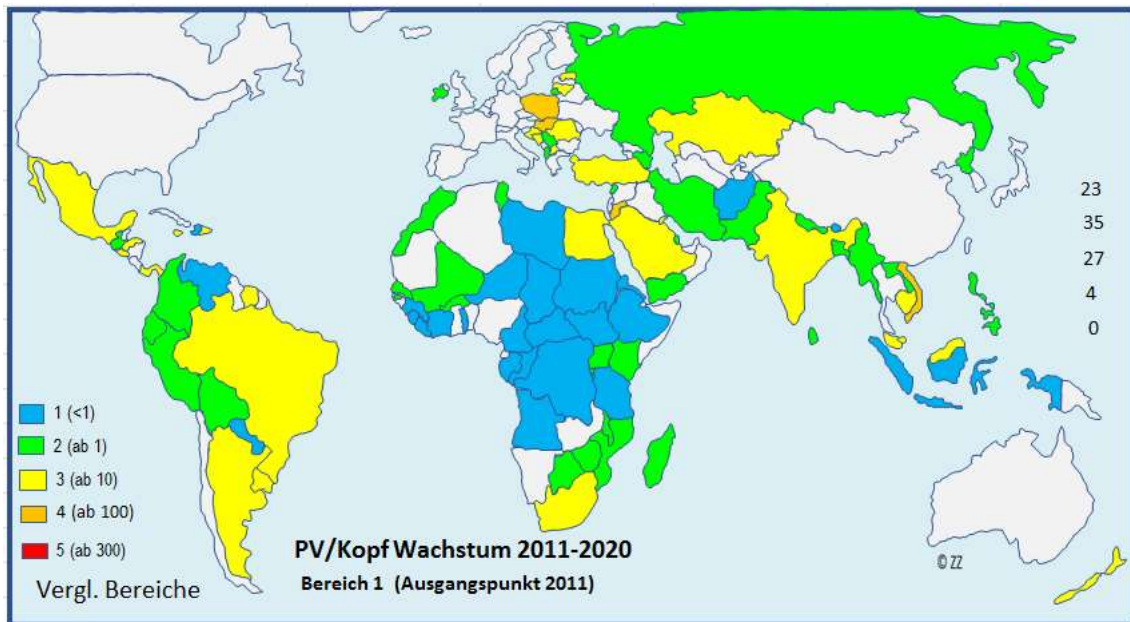 23
35
27
4
0
1 (<1)
2 (ab 1)
3 (ab 10)
4 (ab 100)
5 (ab 300)
PV/Kopf Wachstum 2011-2020
Bereich 1 (Ausgangspunkt 2011)
Vergl. Bereiche
© ZZ